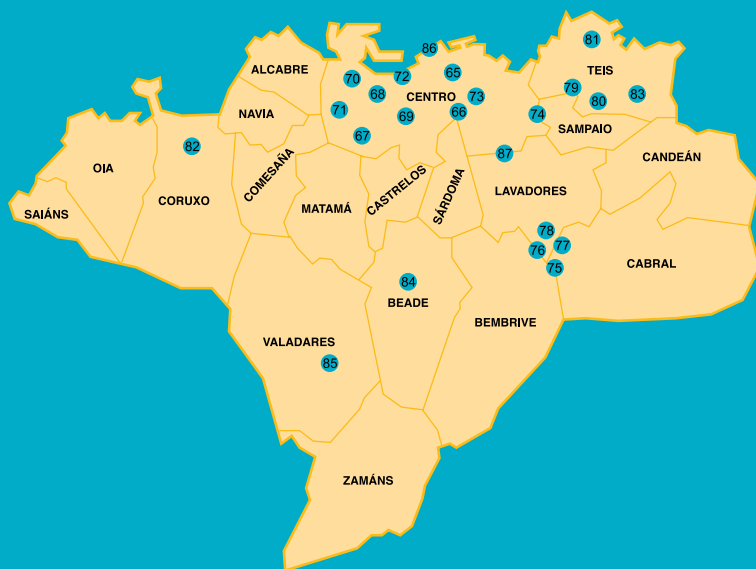 81
86
ALCABRE
TEIS
72
65
70
79
68
CENTRO
73
80
83
71
66
74
NAVIA
69
SAMPAIO
67
82
87
CANDEÁN
OIA
COMESAÑA
CASTRELOS
SÁRDOMA
LAVADORES
CORUXO
MATAMÁ
SAIÁNS
78
77
76
CABRAL
75
84
BEADE
BEMBRIVE
VALADARES
85
ZAMÁNS